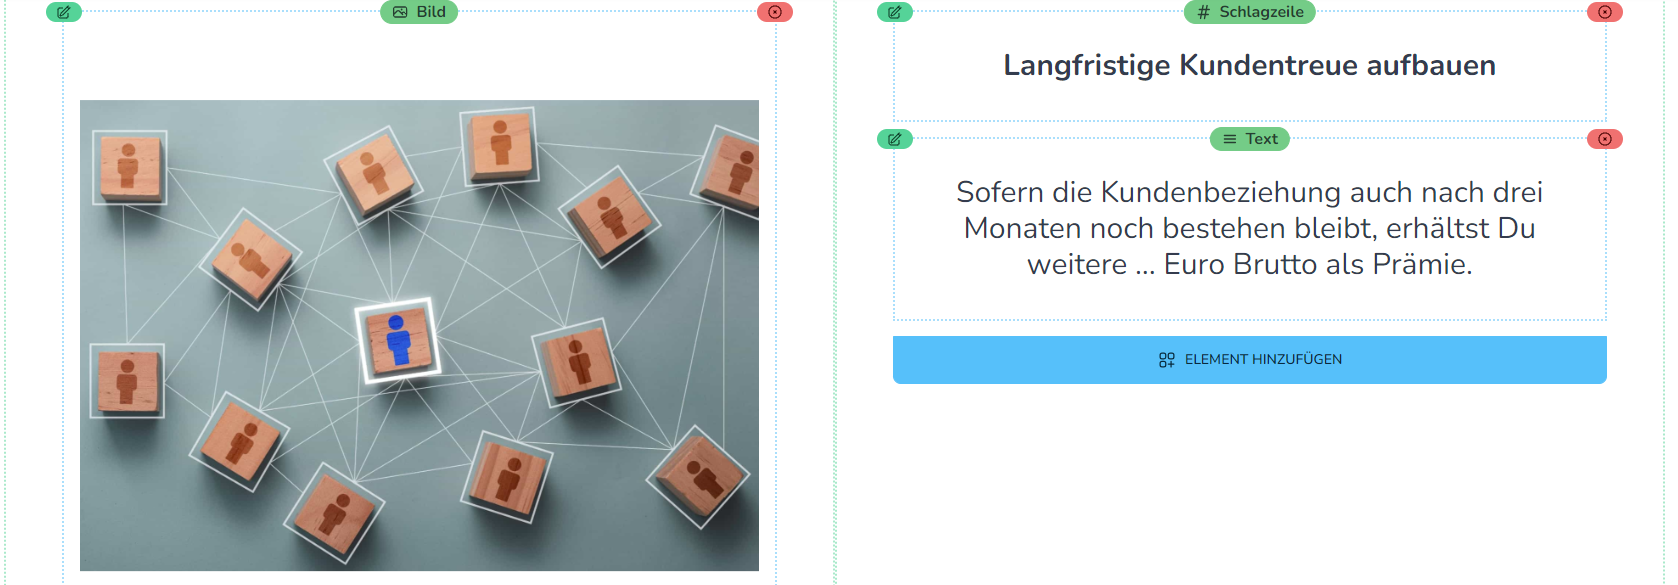 Bild
Schlagzeile
Langfristige Kundentreue aufbauen
Text
Sofern die Kundenbeziehung auch nach drei
Monaten noch bestehen bleibt, erhältst Du
weitere ... Euro Brutto als Prämie.
ELEMENT HINZUFÜGEN